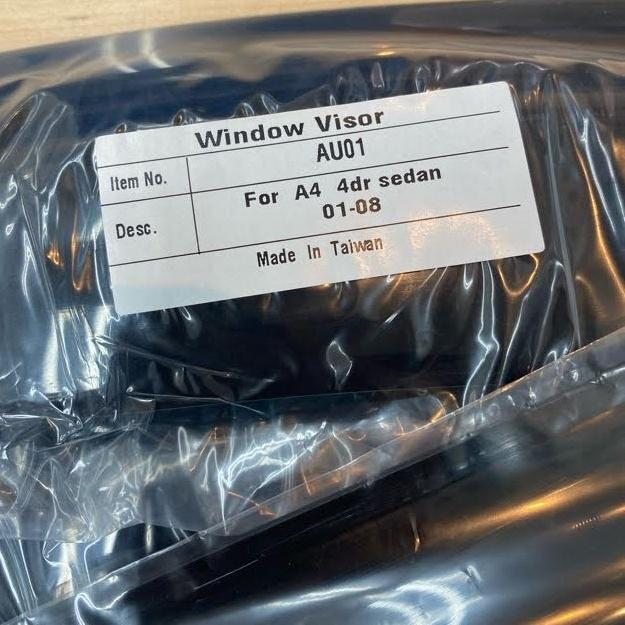 Window Visor
Item No. AU01
Desc. For A4 4dr sedan
01-08
Made In Taiwan